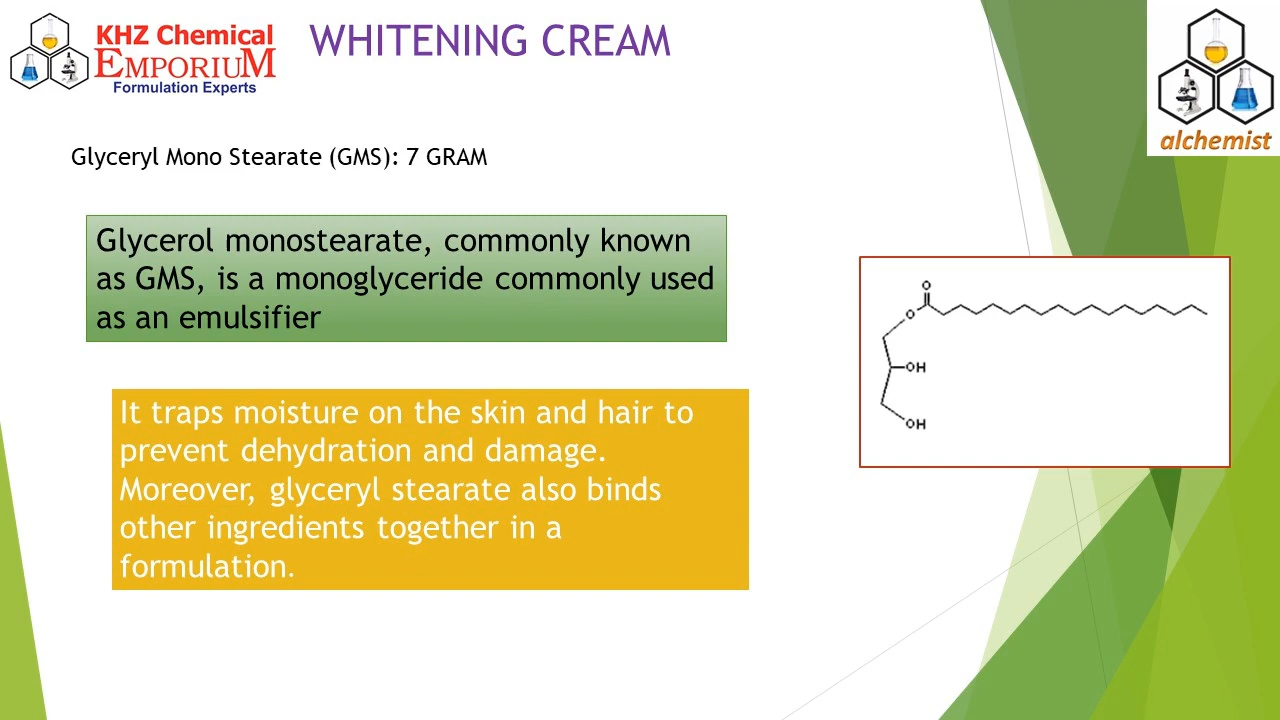 KHZ Chemical
EMPORIUM
Formulation Experts
WHITENING CREAM
alchemist
Glyceryl Mono Stearate (GMS): 7 GRAM
Glycerol monostearate, commonly known
as GMS, is a monoglyceride commonly used
as an emulsifier
It traps moisture on the skin and hair to
prevent dehydration and damage.
Moreover, glyceryl stearate also binds
other ingredients together in a
formulation.
O
O
OH
OH